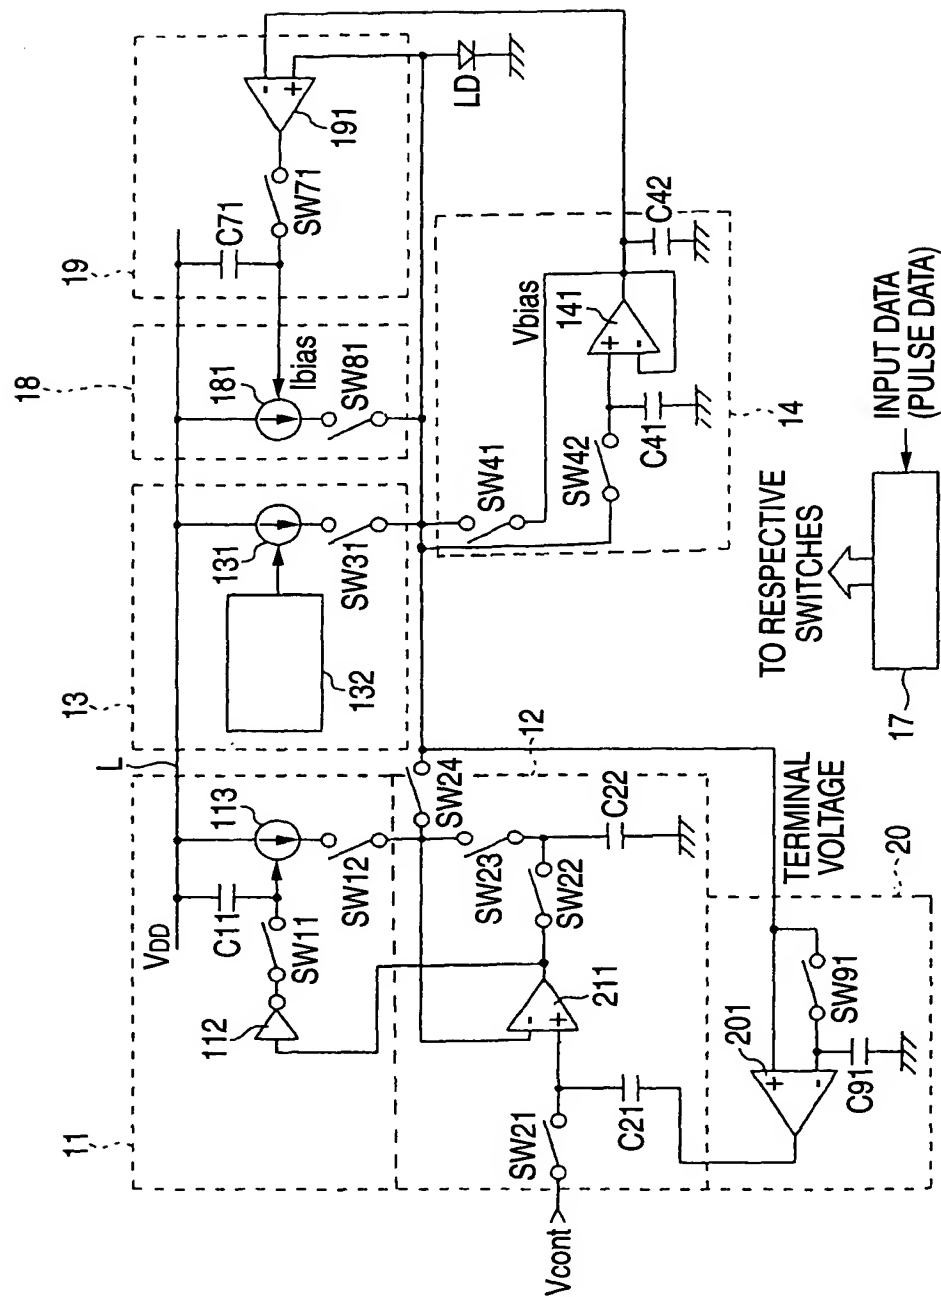 11
VDD
L
13
18
19
112
C11
SW11
113
SW12
132
131
SW31
181
Ibias
SW81
C71
SW71
-
+
191
LD
Vcont
SW21
C21
-
+
211
SW22
SW23
SW24
C22
12
SW41
SW42
C41
Vbias
141
+
-
C42
14
201
+
-
C91
SW91
TERMINAL
VOLTAGE
20
TO RESPECTIVE
SWITCHES
17
INPUT DATA
(PULSE DATA)